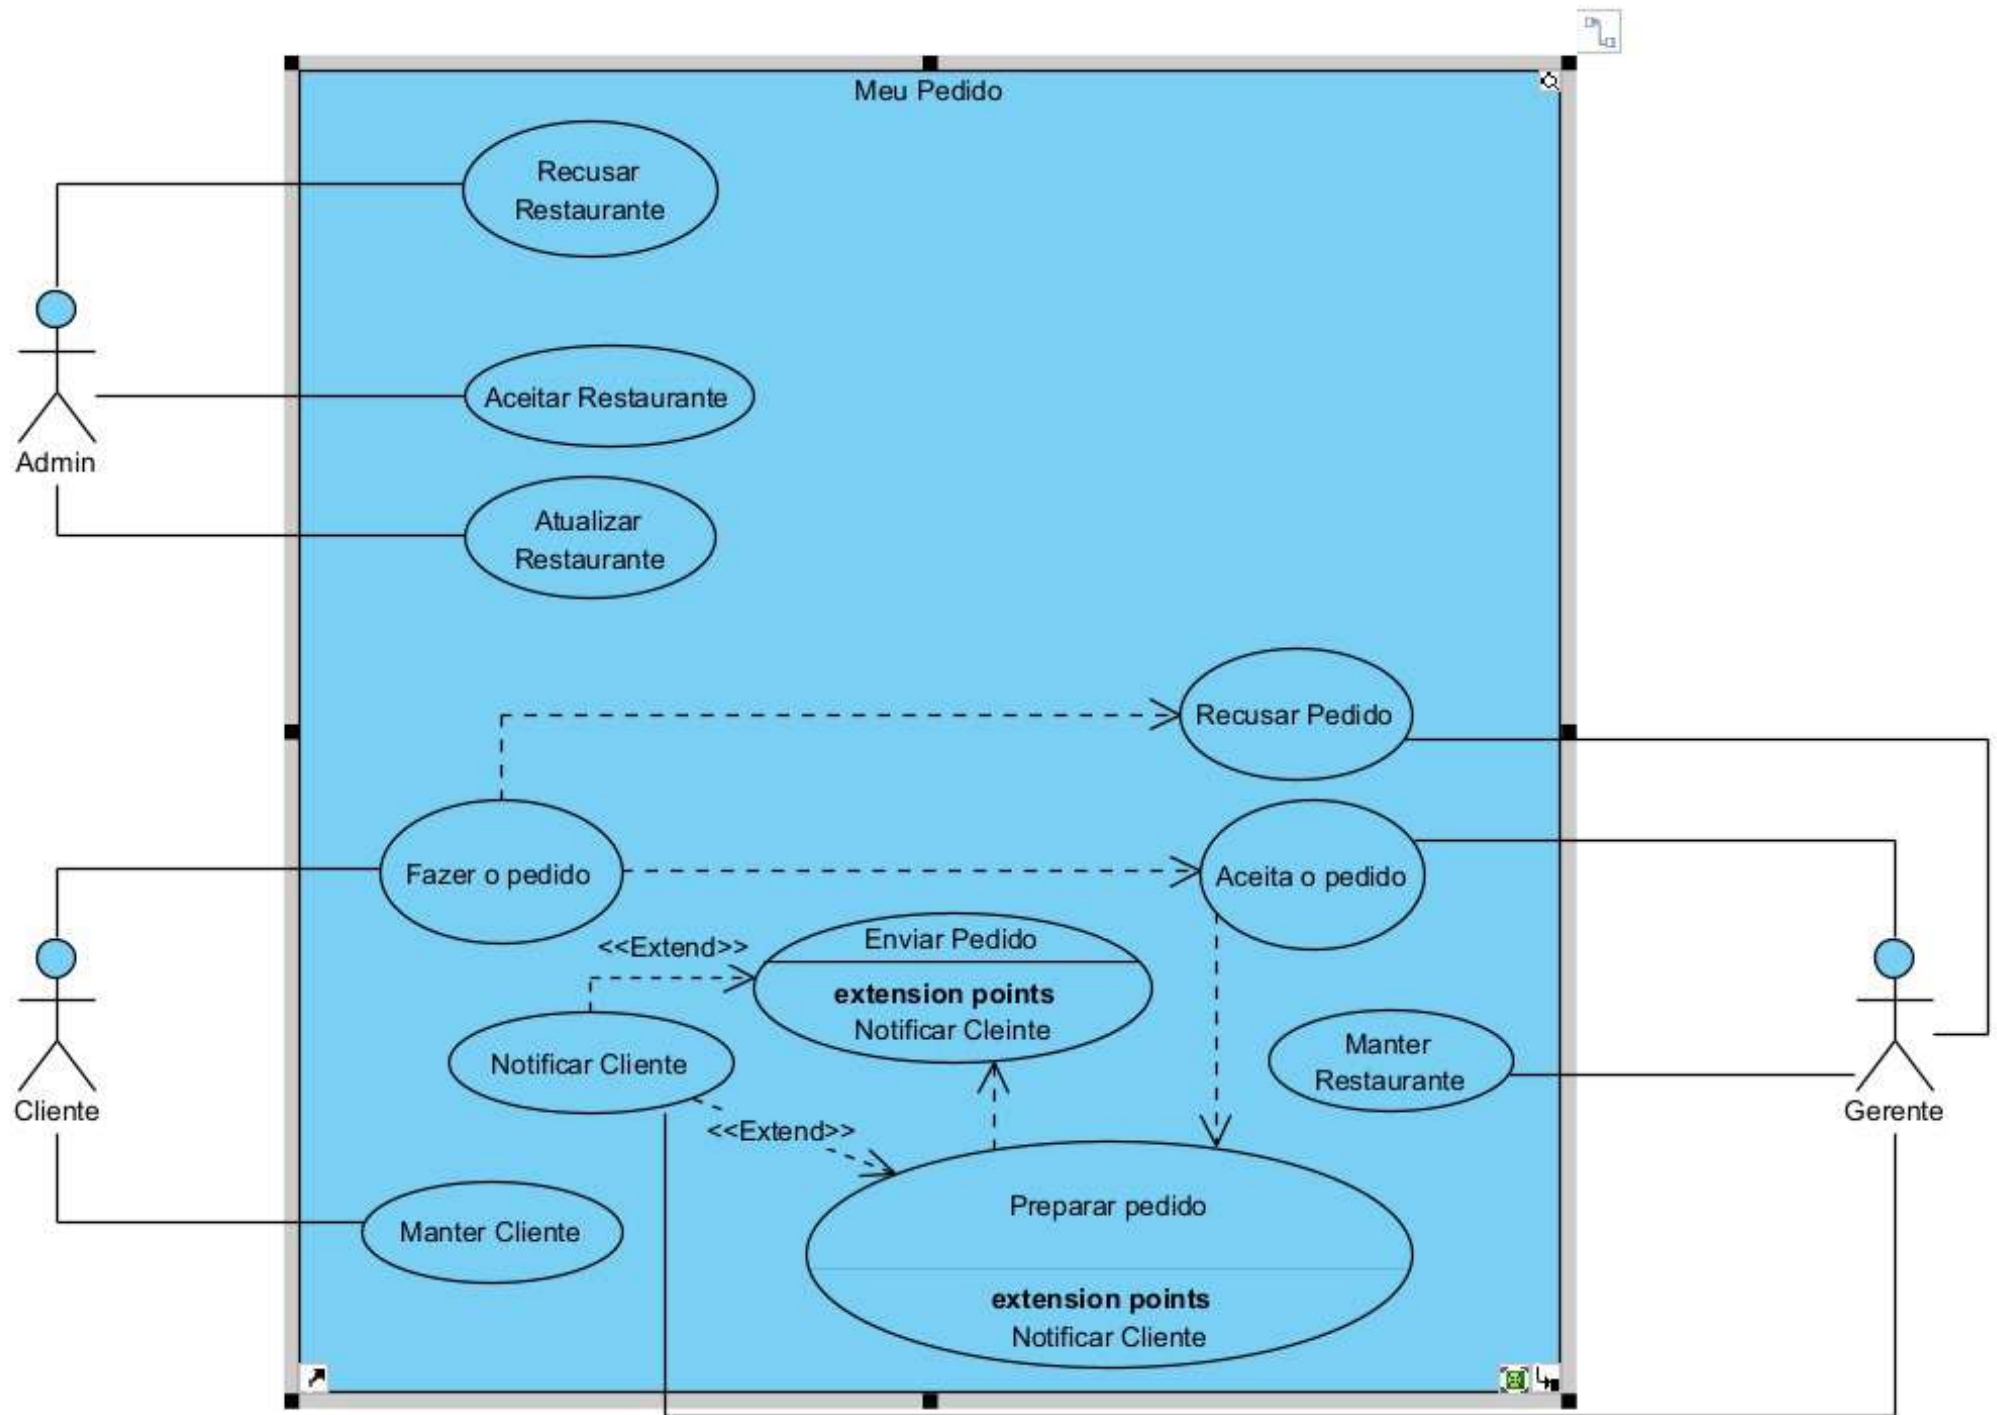 Meu Pedido
Recusar
Restaurante
Aceitar Restaurante
Admin
Atualizar
Restaurante
Recusar Pedido
Fazer o pedido
Aceita o pedido
<<Extend>>
Enviar Pedido
extension points
Notificar Cleinte
Notificar Cliente
Manter
Restaurante
Cliente
Gerente
<<Extend>>
Preparar pedido
Manter Cliente
extension points
Notificar Cliente